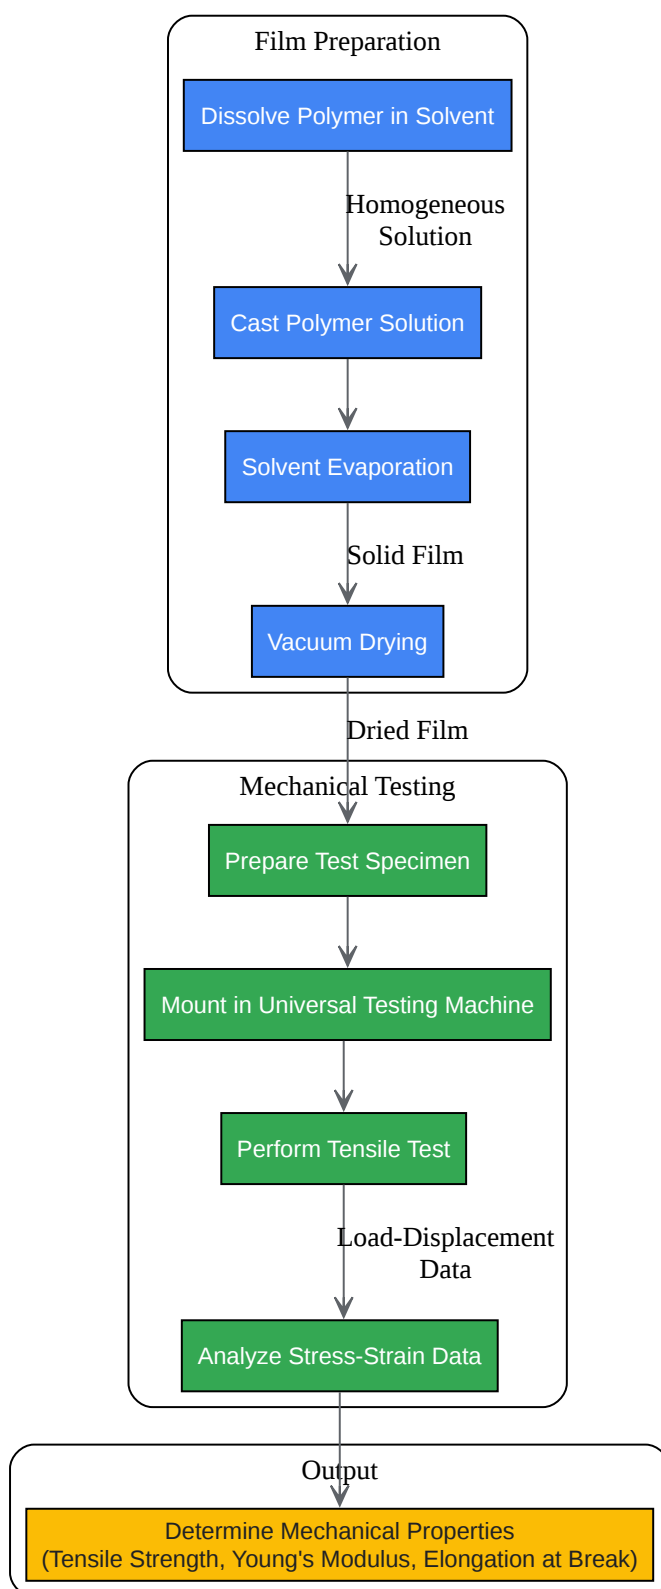 Film Preparation
Dissolve Polymer in Solvent
Homogeneous
Solution
Cast Polymer Solution
Solvent Evaporation
Solid Film
Vacuum Drying
Dried Film
Mechanical Testing
Prepare Test Specimen
Mount in Universal Testing Machine
Perform Tensile Test
Load-Displacement
Data
Analyze Stress-Strain Data
Output
Determine Mechanical Properties
(Tensile Strength, Young's Modulus, Elongation at Break)